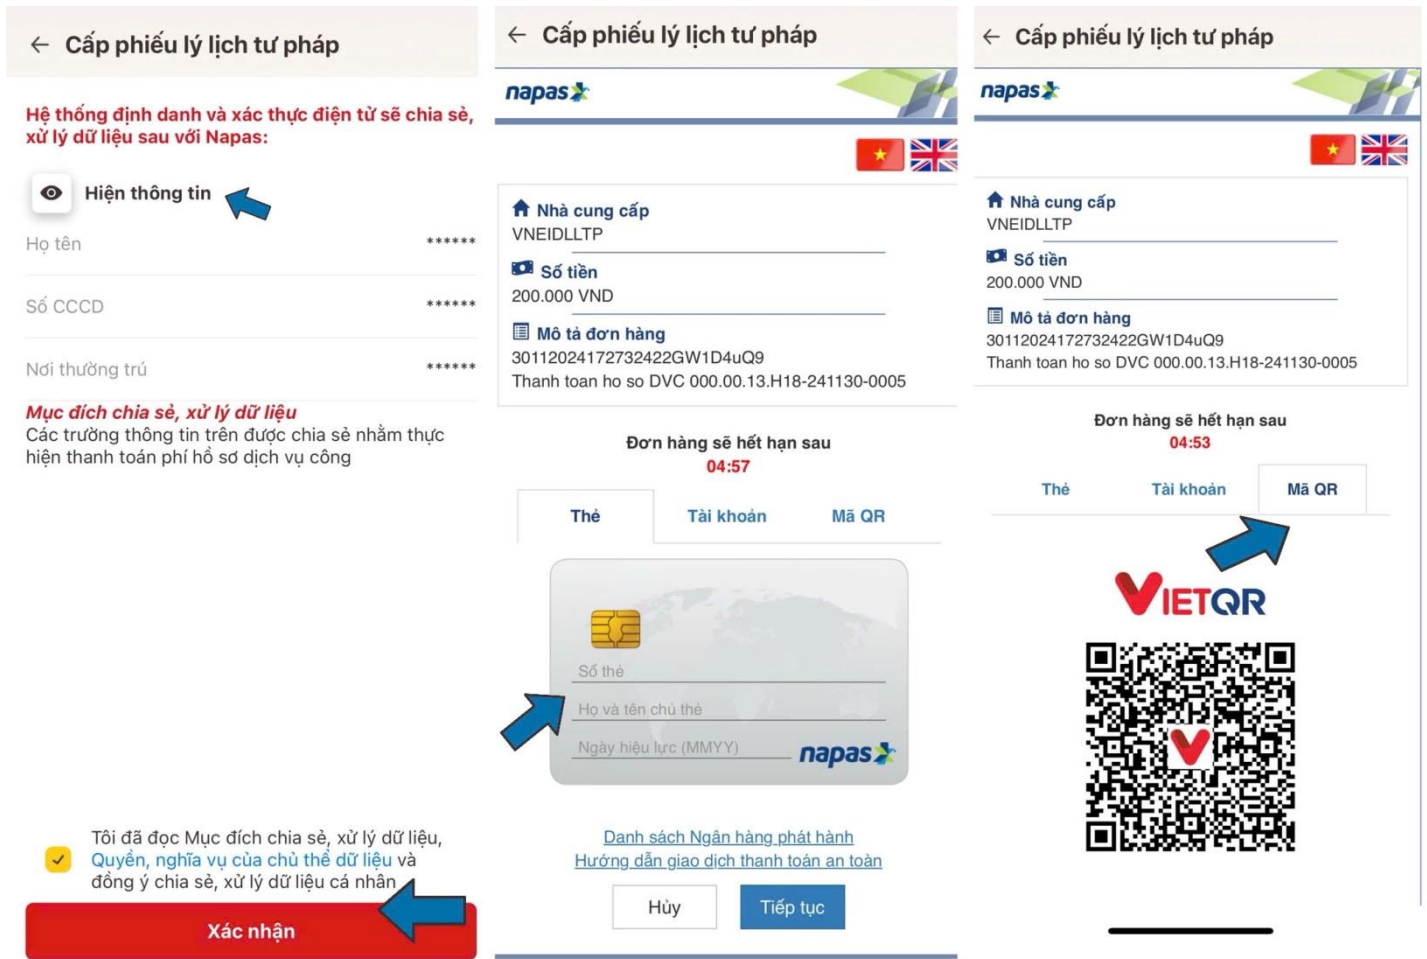 ← Cấp phiếu lý lịch tư pháp
Hệ thống định danh và xác thực điện tử sẽ chia sẻ,
xử lý dữ liệu sau với Napas:
Hiện thông tin
Họ tên ******
Số CCCD ******
Nơi thường trú ******
Mục đích chia sẻ, xử lý dữ liệu
Các trường thông tin trên được chia sẻ nhằm thực
hiện thanh toán phí hồ sơ dịch vụ công
Tôi đã đọc Mục đích chia sẻ, xử lý dữ liệu,
Quyền, nghĩa vụ của chủ thể dữ liệu và
đồng ý chia sẻ, xử lý dữ liệu cá nhân
Xác nhận
← Cấp phiếu lý lịch tư pháp
napas
Nhà cung cấp
VNEIDLLTP
Số tiền
200.000 VND
Mô tả đơn hàng
30112024172732422GW1D4uQ9
Thanh toan ho so DVC 000.00.13.H18-241130-0005
Đơn hàng sẽ hết hạn sau
04:57
Thẻ Tài khoản Mã QR
Số thẻ
Họ và tên chủ thẻ
Ngày hiệu lực (MMYY)
napas
Danh sách Ngân hàng phát hành
Hướng dẫn giao dịch thanh toán an toàn
Hủy Tiếp tục
← Cấp phiếu lý lịch tư pháp
napas
Nhà cung cấp
VNEIDLLTP
Số tiền
200.000 VND
Mô tả đơn hàng
30112024172732422GW1D4uQ9
Thanh toan ho so DVC 000.00.13.H18-241130-0005
Đơn hàng sẽ hết hạn sau
04:53
Thẻ Tài khoản Mã QR
VIETQR